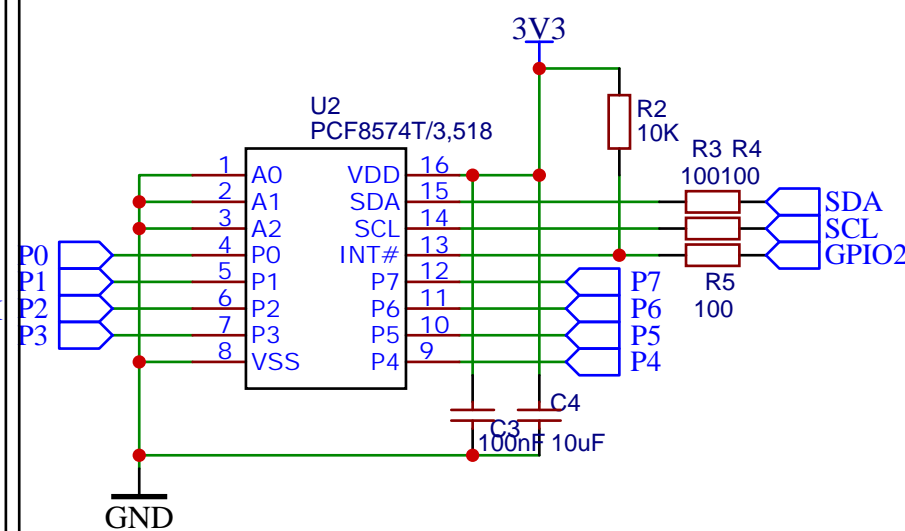 3V3
U2
PCF8574T/3,518
R2
10K
R3 R4
100100
1 A0 VDD 16
2 A1 SDA 15
3 A2 SCL 14
4 P0 INT# 13
5 P1 P7 12
6 P2 P6 11
7 P3 P5 10
8 VSS P4 9
SDA
SCL
GPIO2
R5
100
P0
P1
P2
P3
P7
P6
P5
P4
C4
C3
100nF 10uF
GND